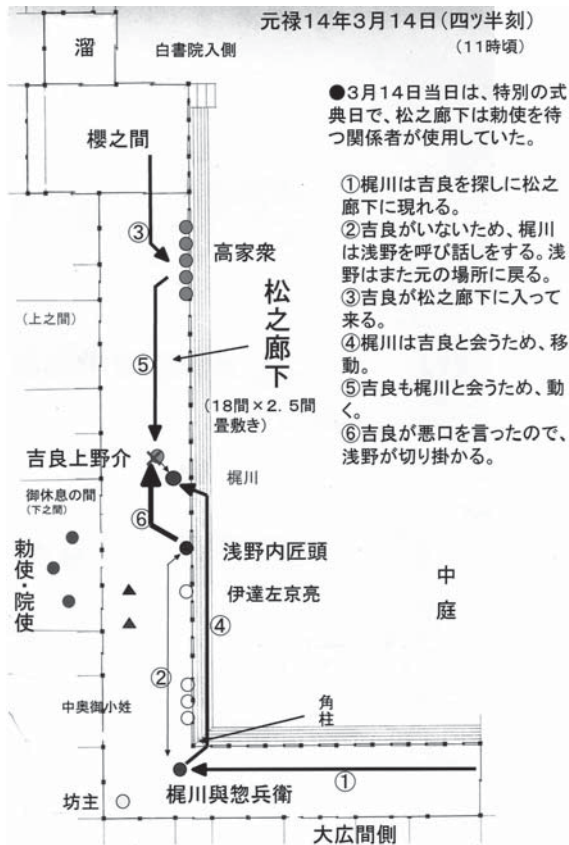 元禄14年3月14日(四ツ半刻)
(11時頃)
溜
白書院入側
●3月14日当日は、特別の式
典日で、松之廊下は勅使を待
つ関係者が使用していた。
櫻之間
①梶川は吉良を探しに松之
廊下に現れる。
②吉良がいないため、梶川
は浅野を呼び話しをする。浅
野はまた元の場所に戻る。
③吉良が松之廊下に入って
来る。
④梶川は吉良と会うため、移
動。
⑤吉良も梶川と会うため、動
く。
⑥吉良が悪口を言ったので、
浅野が切り掛かる。
③
高家衆
松之廊下
(18間×2.5間
畳敷き)
(上之間)
⑤
吉良上野介
梶川
御休息の間
(下之間)
⑥
浅野内匠頭
勅使・院使
伊達左京亮
中庭
④
②
中奥御小姓
角柱
坊主
梶川與惣兵衛
①
大広間側